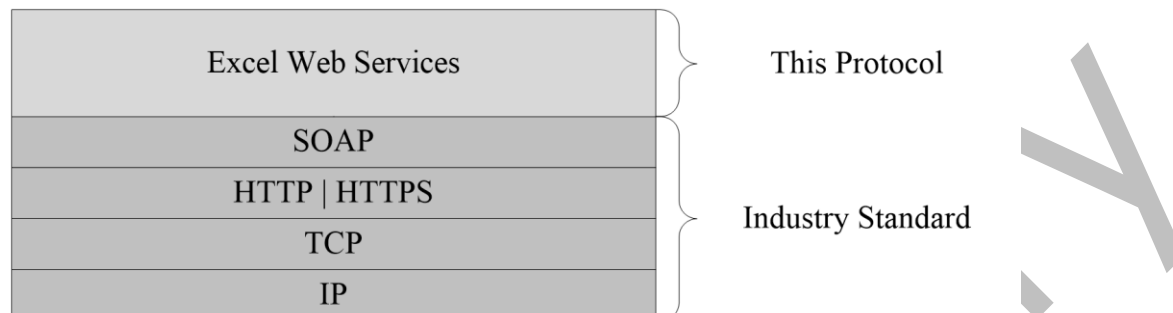 Excel Web Services
This Protocol
SOAP
HTTP | HTTPS
Industry Standard
TCP
IP